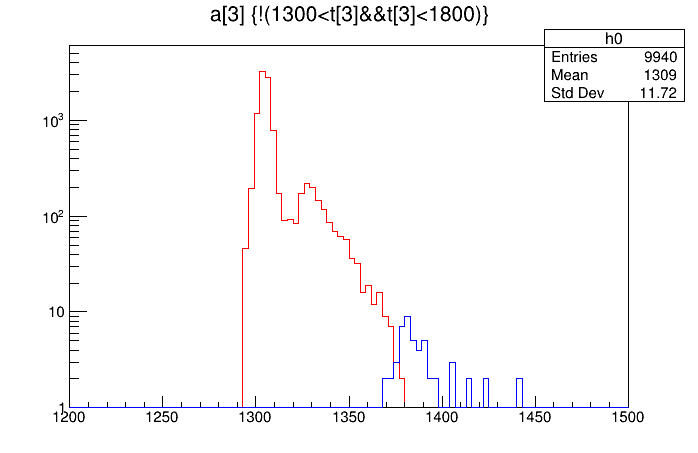 a[3] {!(1300<t[3]&&t[3]<1800)}
h0
Entries 9940
Mean 1309
Std Dev 11.72
10³
10²
10
1
1200 1250 1300 1350 1400 1450 1500